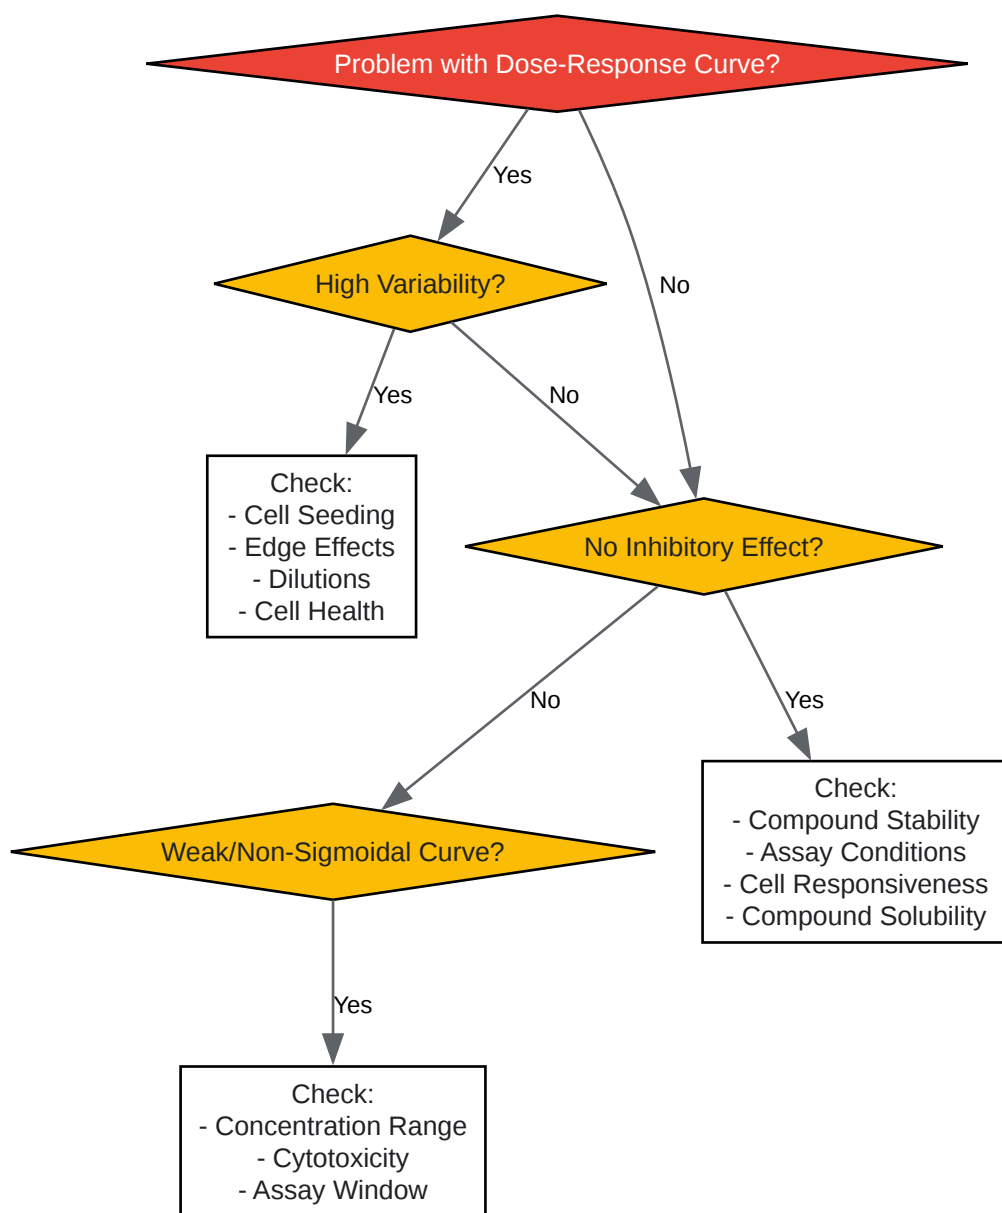 Problem with Dose-Response Curve?
Yes
No
High Variability?
Yes
No
Check:
- Cell Seeding
- Edge Effects
- Dilutions
- Cell Health
No Inhibitory Effect?
No
Yes
Check:
- Compound Stability
- Assay Conditions
- Cell Responsiveness
- Compound Solubility
Weak/Non-Sigmoidal Curve?
Yes
Check:
- Concentration Range
- Cytotoxicity
- Assay Window